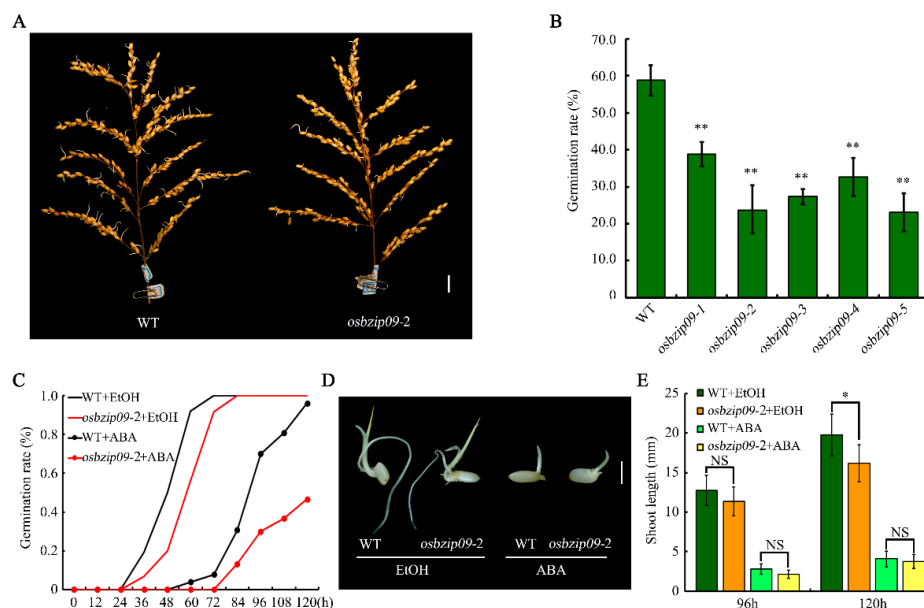 A
WT
osbzip09-2
B
Germination rate (%)
70.0
60.0
50.0
40.0
30.0
20.0
10.0
0.0
**
**
**
**
**
WT
osbzip09-1
osbzip09-2
osbzip09-3
osbzip09-4
osbzip09-5
C
Germination rate (%)
1.0
0.8
0.6
0.4
0.2
0
WT+EtOH
osbzip09-2+EtOH
WT+ABA
osbzip09-2+ABA
0 12 24 36 48 60 72 84 96 108 120(h)
D
WT osbzip09-2 WT osbzip09-2
EtOH ABA
E
WT+EtOH
osbzip09-2+EtOH
WT+ABA
osbzip09-2+ABA
Shoot length (mm)
25
20
15
10
5
0
NS
NS
*
NS
96h 120h